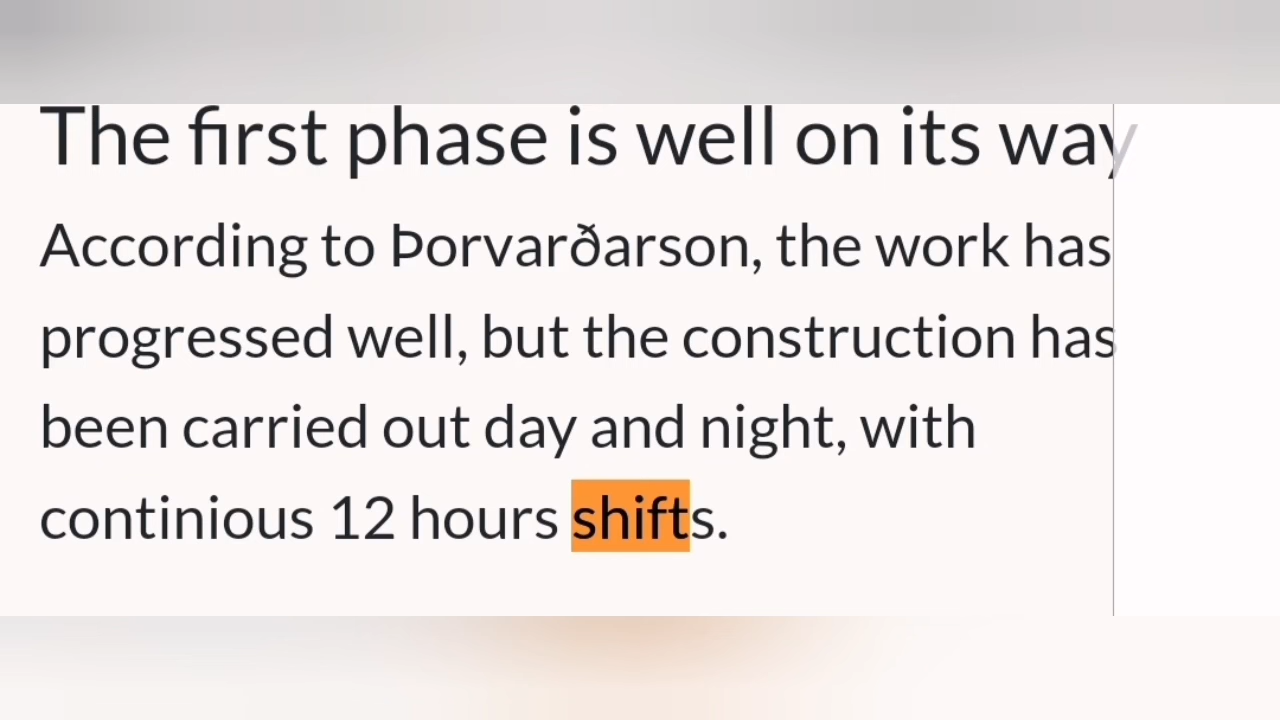 The first phase is well on its way
According to Þorvarðarson, the work has
progressed well, but the construction has
been carried out day and night, with
continious 12 hours shifts.